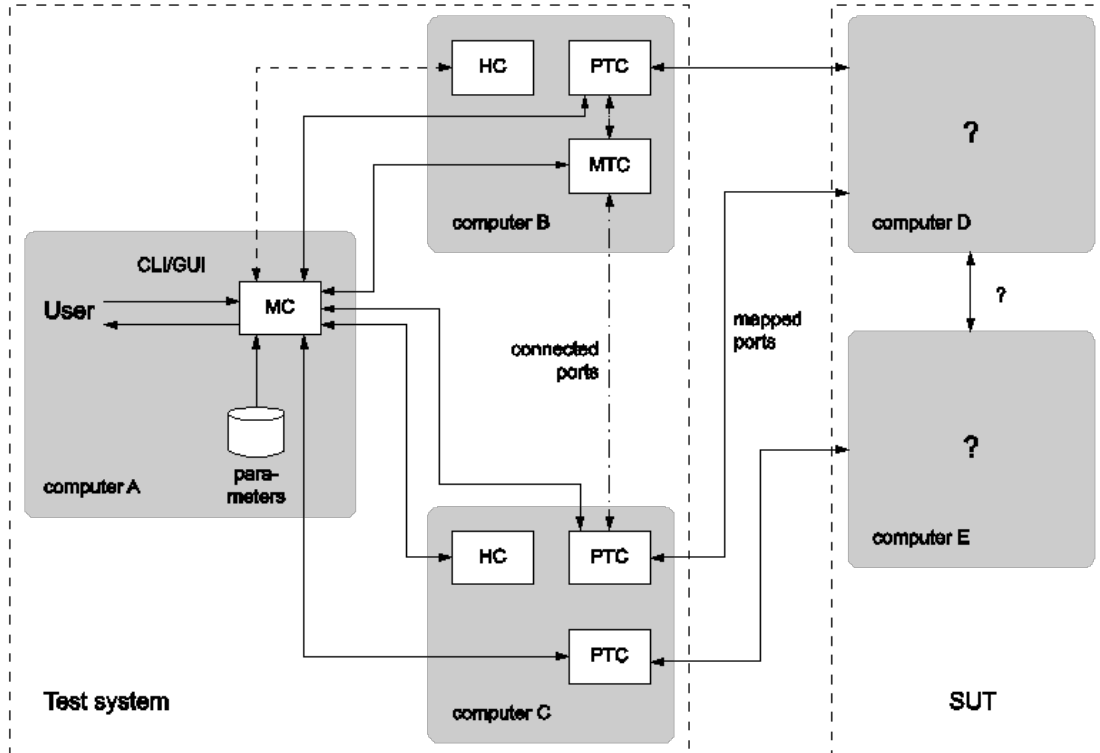 HC
PTC
MTC
computer B
?
computer D
CLI/GUI
User
MC
para-
meters
computer A
connected
ports
mapped
ports
?
?
computer E
HC
PTC
PTC
computer C
Test system
SUT